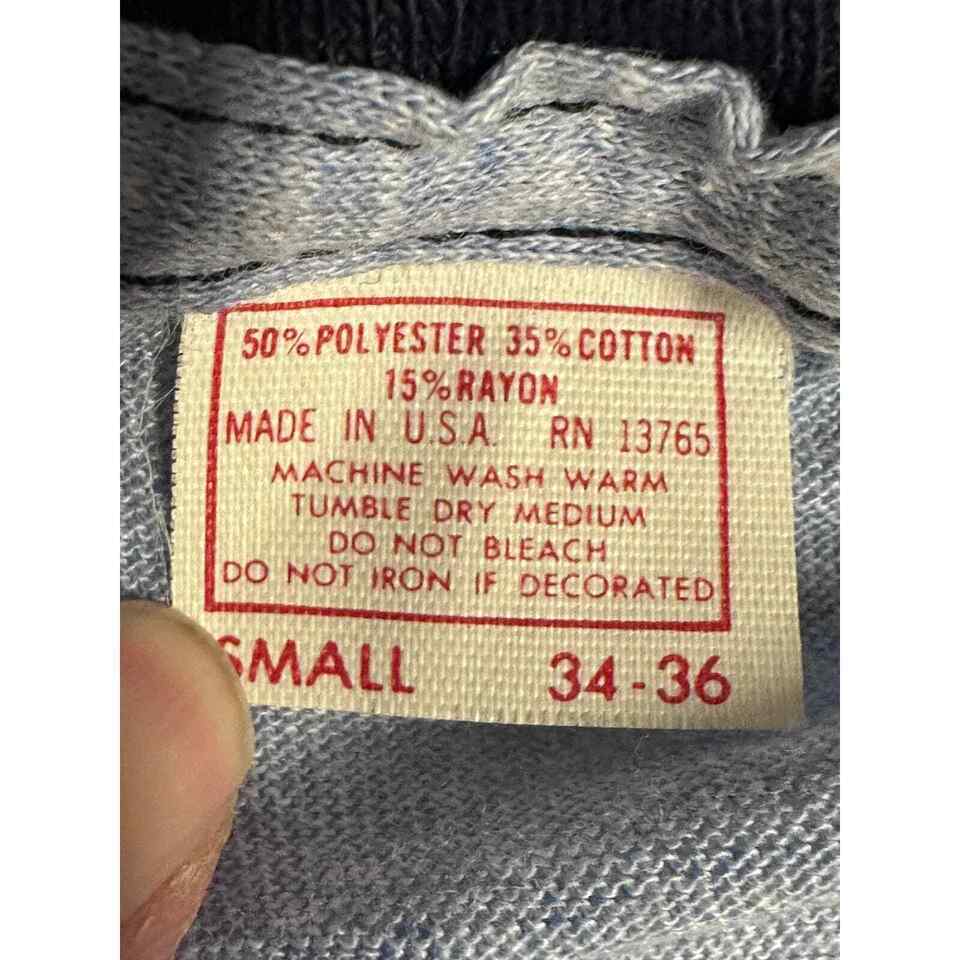 50% POLYESTER 35% COTTON
15% RAYON
MADE IN U.S.A. RN 13765
MACHINE WASH WARM
TUMBLE DRY MEDIUM
DO NOT BLEACH
DO NOT IRON IF DECORATED
SMALL 34-36